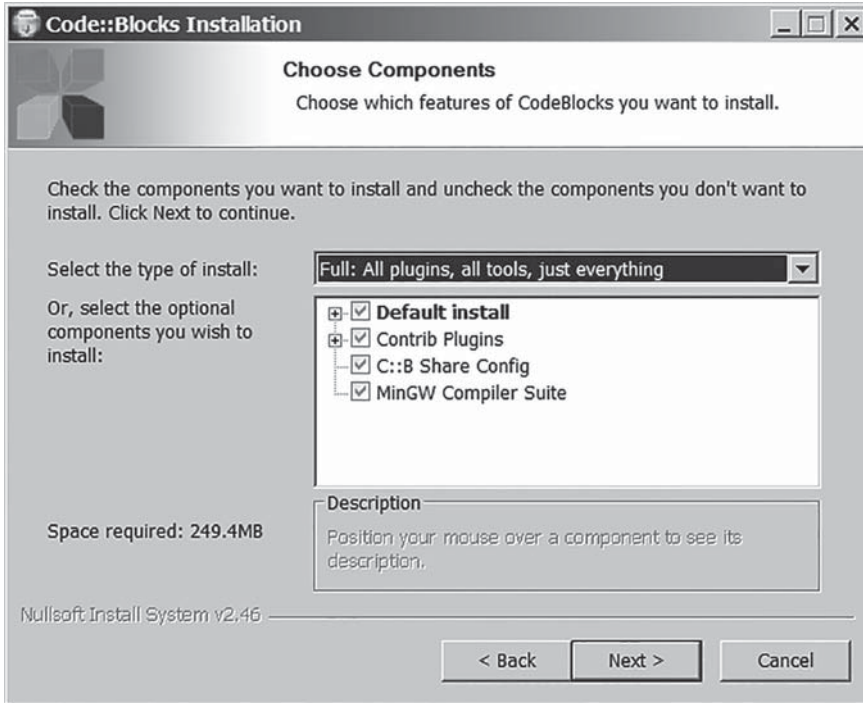 Code::Blocks Installation
Choose Components
Choose which features of CodeBlocks you want to install.
Check the components you want to install and uncheck the components you don't want to
install. Click Next to continue.
Select the type of install:
Full: All plugins, all tools, just everything
Or, select the optional
components you wish to
install:
Default install
Contrib Plugins
C::B Share Config
MinGW Compiler Suite
Space required: 249.4MB
Description
Position your mouse over a component to see its
description.
Nullsoft Install System v2.46
< Back
Next >
Cancel